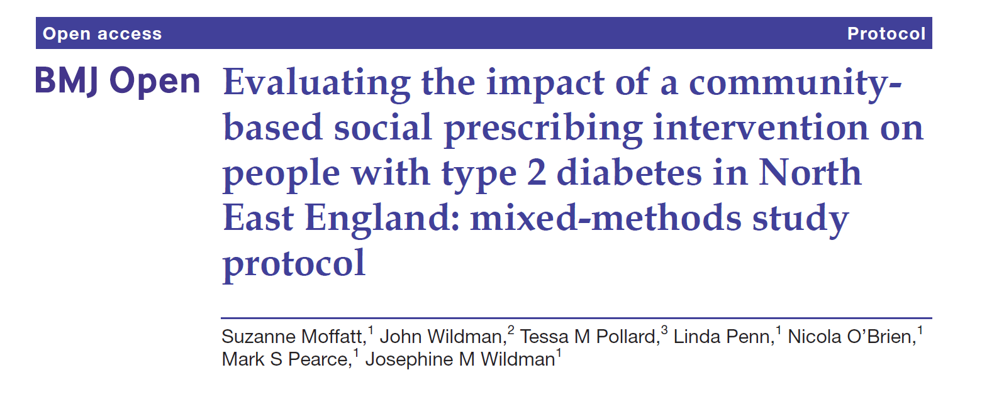 Open access
Protocol
BMJ Open
Evaluating the impact of a community-
based social prescribing intervention on
people with type 2 diabetes in North
East England: mixed-methods study
protocol
Suzanne Moffatt,1 John Wildman,2 Tessa M Pollard,3 Linda Penn,1 Nicola O’Brien,1
Mark S Pearce,1 Josephine M Wildman1